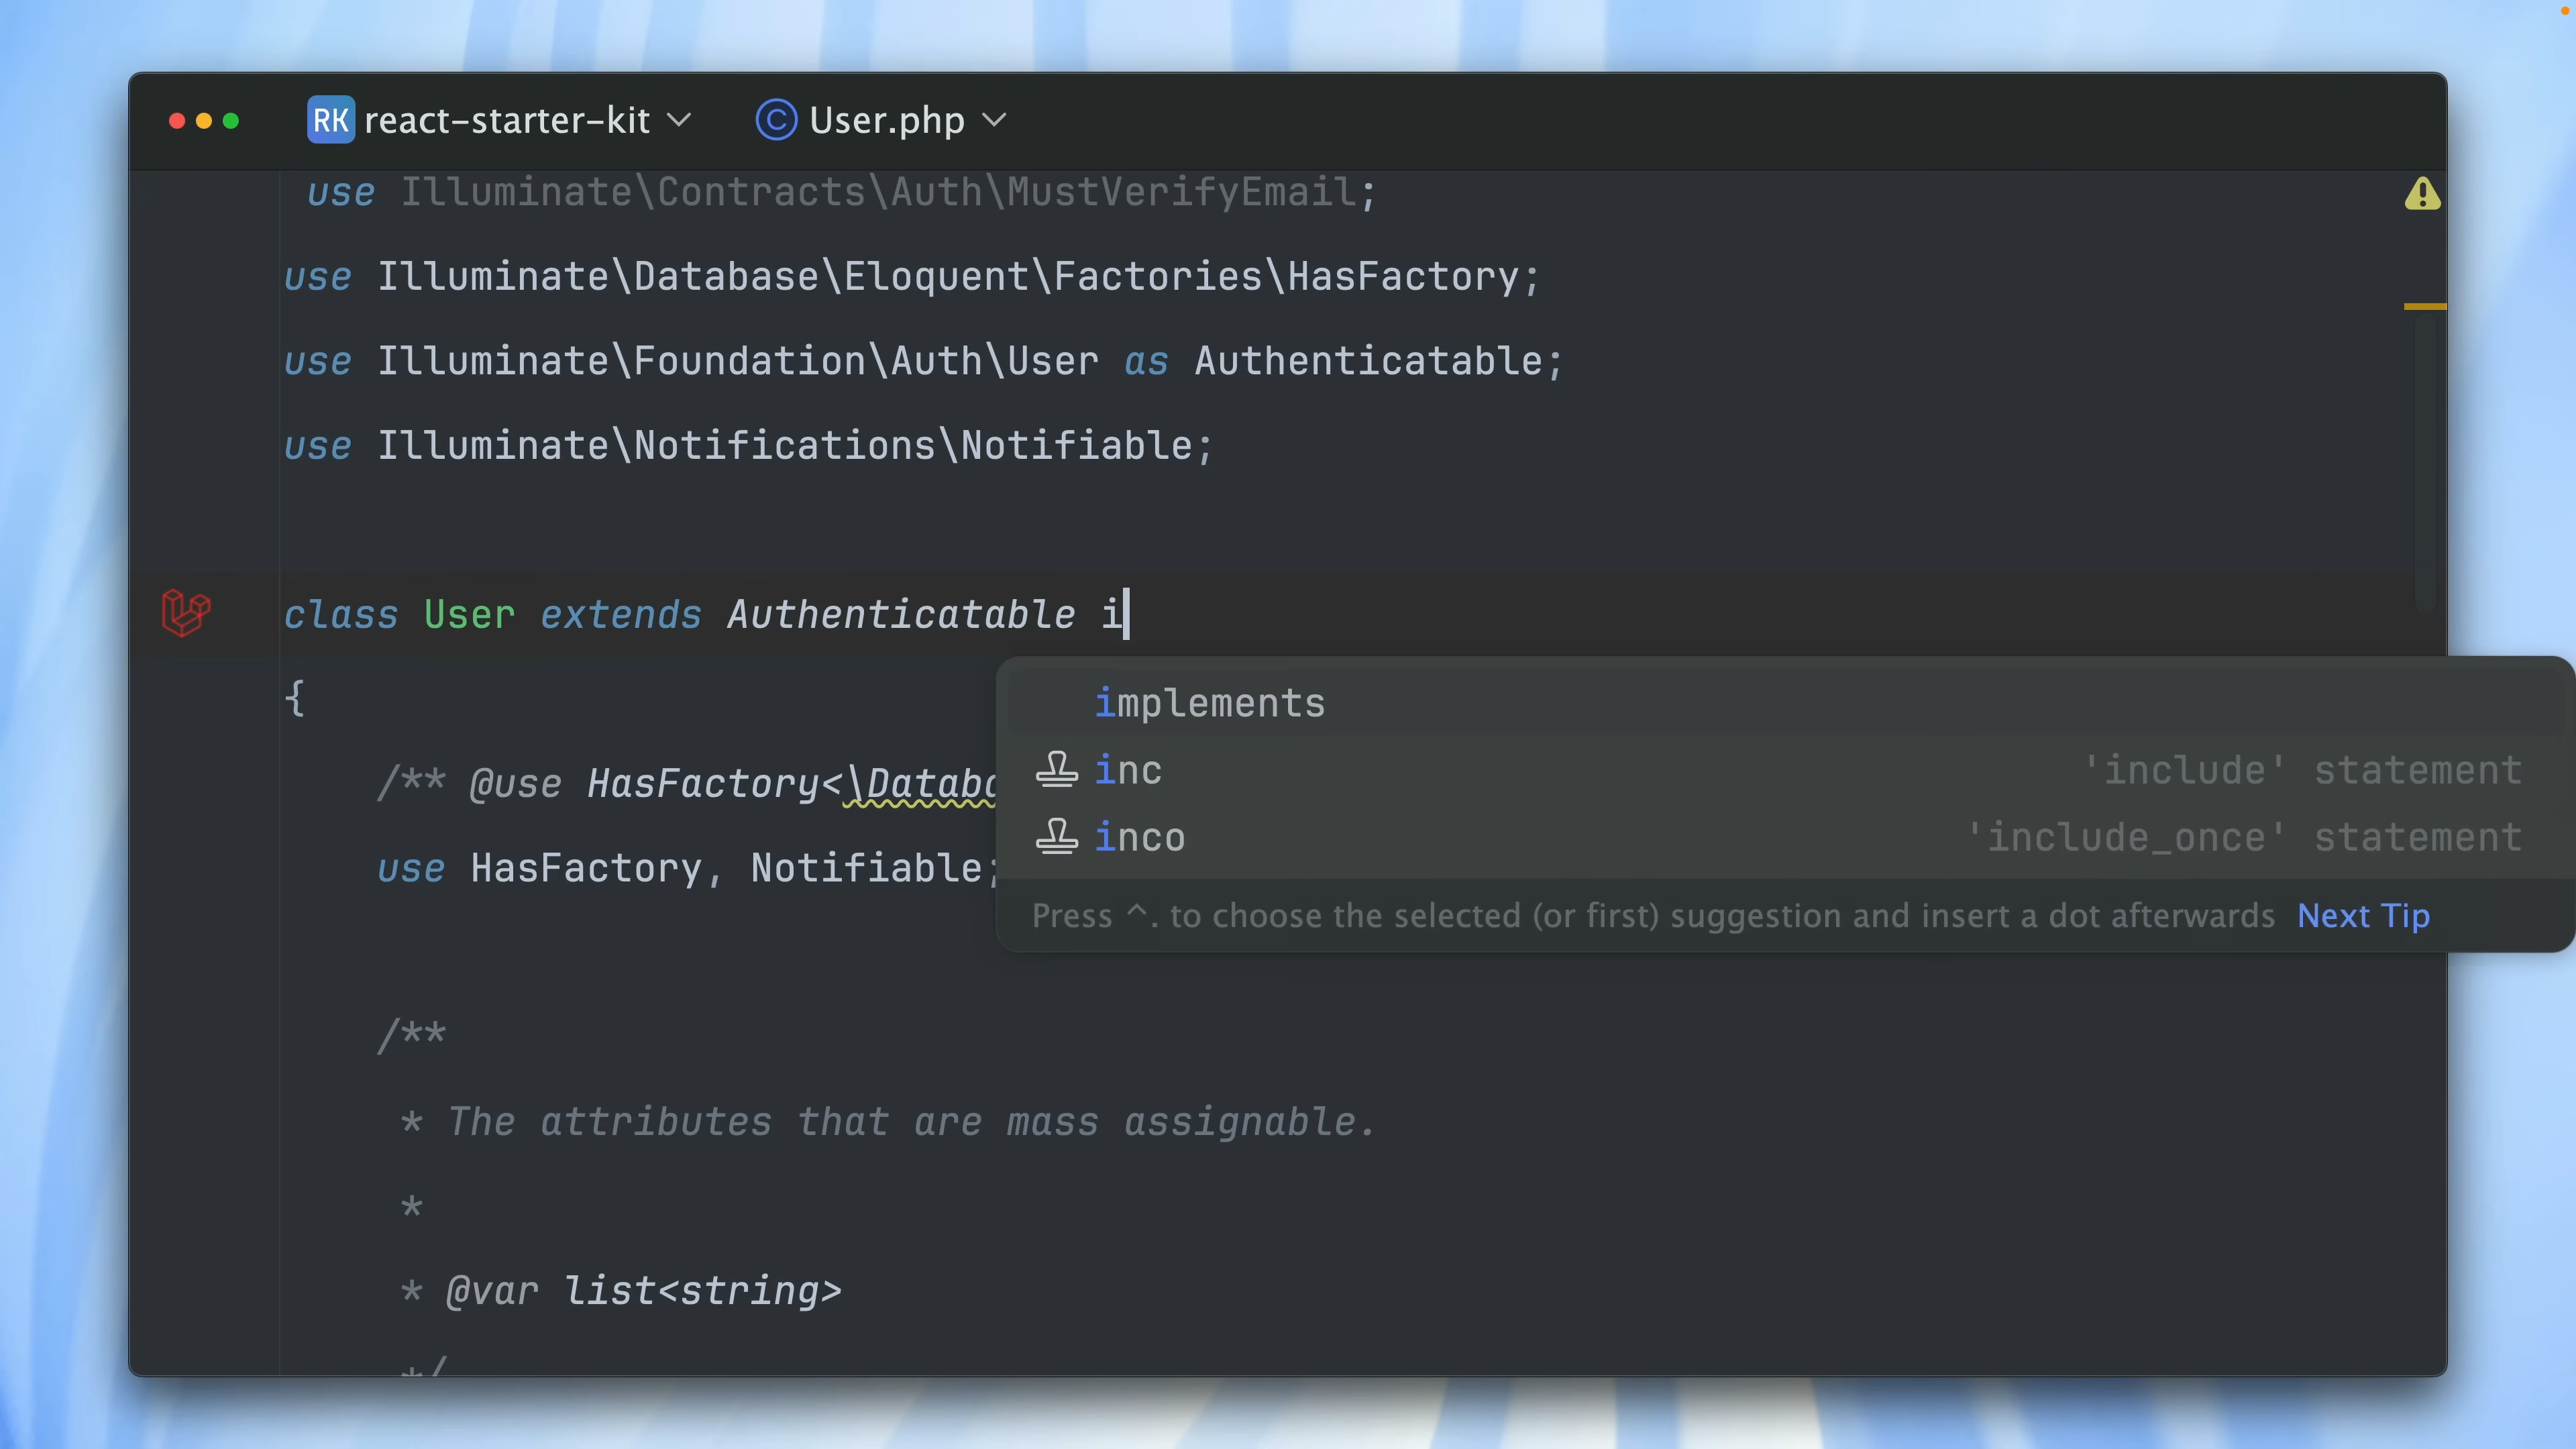 RK react-starter-kit
© User.php
use Illuminate\Contracts\Auth\MustVerifyEmail;
use Illuminate\Database\Eloquent\Factories\HasFactory;
use Illuminate\Foundation\Auth\User as Authenticatable;
use Illuminate\Notifications\Notifiable;
class User extends Authenticatable i
{
/** @use HasFactory<\Databa
use HasFactory, Notifiable;
implements
inc 'include' statement
inco 'include_once' statement
Press ^. to choose the selected (or first) suggestion and insert a dot afterwards Next Tip
/**
* The attributes that are mass assignable.
*
* @var list<string>
*/